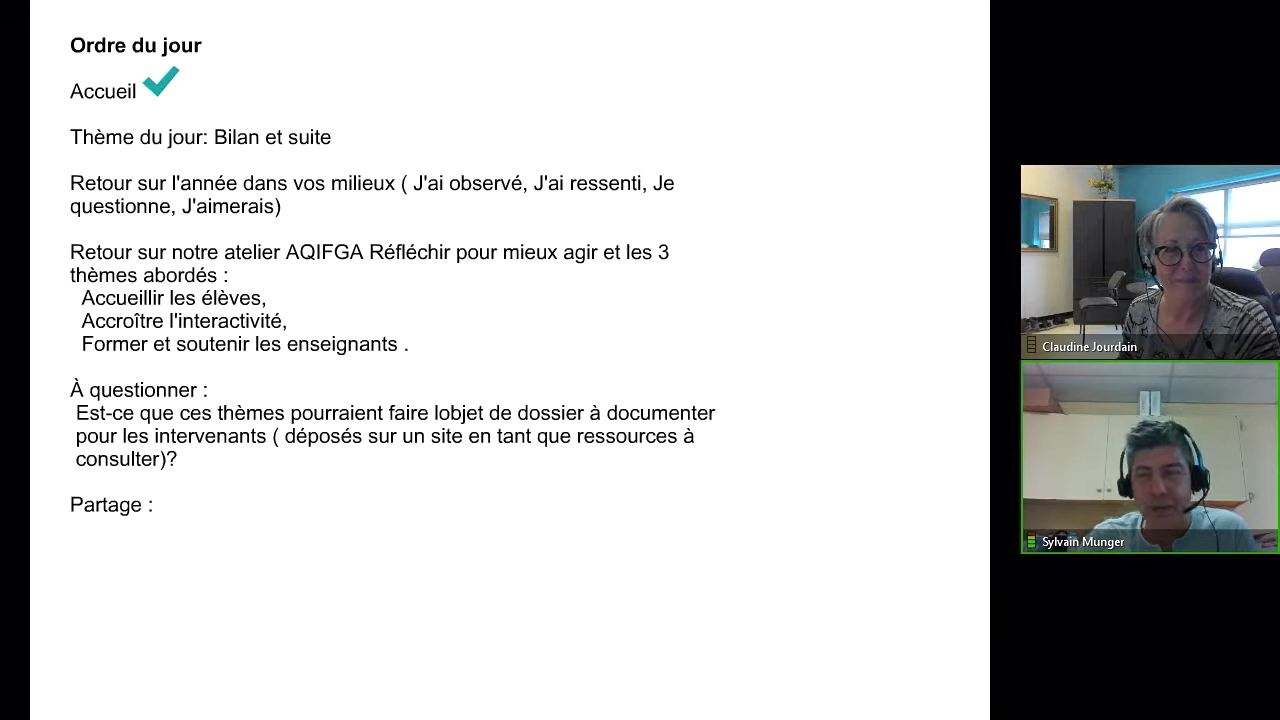 Ordre du jour
Accueil
Thème du jour: Bilan et suite
Retour sur l'année dans vos milieux ( J'ai observé, J'ai ressenti, Je
questionne, J'aimerais)
Retour sur notre atelier AQIFGA Réfléchir pour mieux agir et les 3
thèmes abordés :
Accueillir les élèves,
Accroître l'interactivité,
Former et soutenir les enseignants .
À questionner :
Est-ce que ces thèmes pourraient faire lobjet de dossier à documenter
pour les intervenants ( déposés sur un site en tant que ressources à
consulter)?
Partage :
Claudine Jourdain
Sylvain Munger